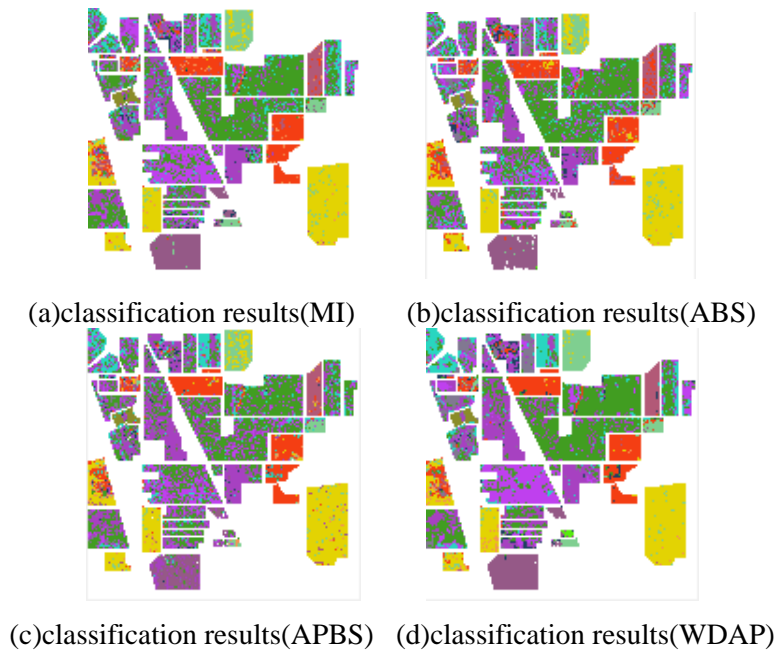 (a)classification results(MI)
(b)classification results(ABS)
(c)classification results(APBS)
(d)classification results(WDAP)